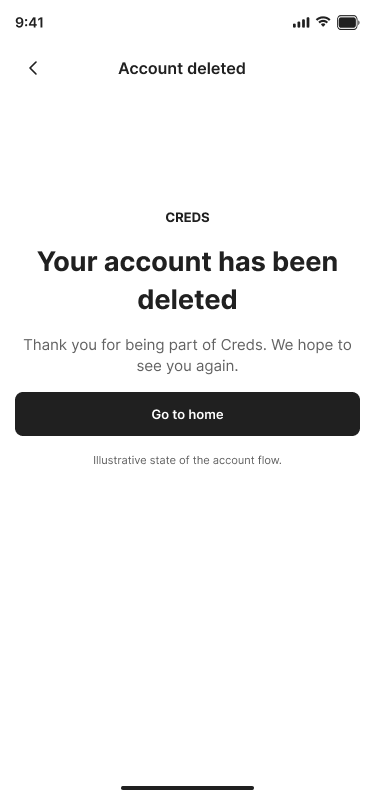 9:41
Account deleted
CREDS
Your account has been
deleted
Thank you for being part of Creds. We hope to
see you again.
Go to home
Illustrative state of the account flow.